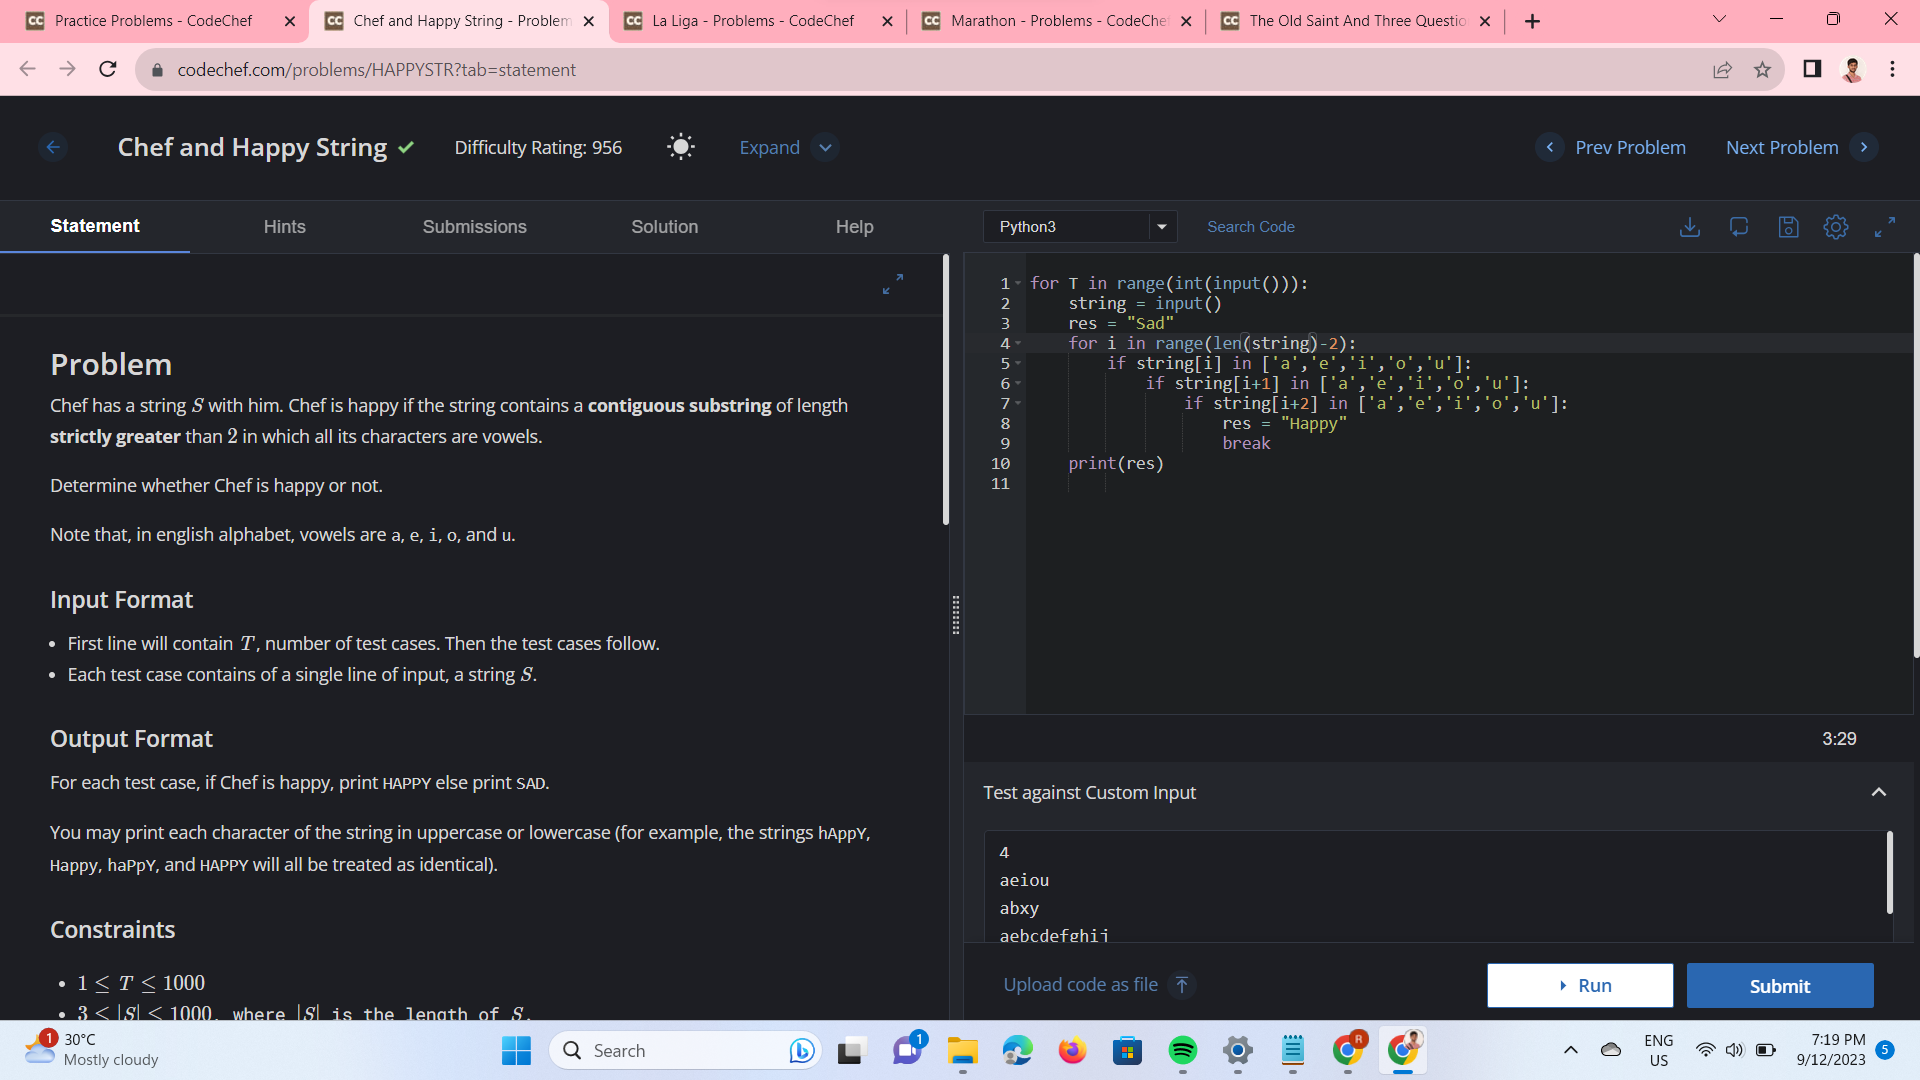 Practice Problems - CodeChef
Chef and Happy String - Problem
La Liga - Problems - CodeChef
Marathon - Problems - CodeChef
The Old Saint And Three Questio
codechef.com/problems/HAPPYSTR?tab=statement
Chef and Happy String
Difficulty Rating: 956
Expand
Prev Problem
Next Problem
Statement
Hints
Submissions
Solution
Help
Problem
Chef has a string S with him. Chef is happy if the string contains a contiguous substring of length
strictly greater than 2 in which all its characters are vowels.
Determine whether Chef is happy or not.
Note that, in english alphabet, vowels are a, e, i, o, and u.
Input Format
• First line will contain T, number of test cases. Then the test cases follow.
• Each test case contains of a single line of input, a string S.
Output Format
For each test case, if Chef is happy, print HAPPY else print SAD.
You may print each character of the string in uppercase or lowercase (for example, the strings hAppY,
Happy, haPpY, and HAPPY will all be treated as identical).
Constraints
• 1 ≤ T ≤ 1000
• 3 ≤ |S| ≤ 1000, where |S| is the length of S.
Python3
Search Code
1 for T in range(int(input())):
2     string = input()
3     res = "Sad"
4     for i in range(len(string)-2):
5         if string[i] in ['a','e','i','o','u']:
6             if string[i+1] in ['a','e','i','o','u']:
7                 if string[i+2] in ['a','e','i','o','u']:
8                     res = "Happy"
9                     break
10     print(res)
11
3:29
Test against Custom Input
4
aeiou
abxy
aebcdefghij
Upload code as file
Run
Submit
1
30°C
Mostly cloudy
Search
1
R
ENG
US
7:19 PM
9/12/2023
5